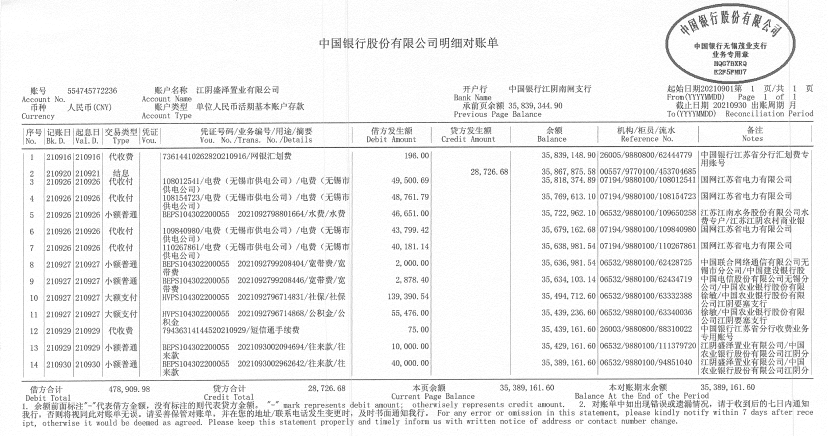 中国银行股份有限公司明细对账单
中国银行股份有限公司
中国银行无锡茂业支行
业务专用章
账号 554745772236 账户名称 江阴盛泽置业有限公司 开户行 中国银行江阴南闸支行 起始日期20210901第 1 页/共 1 页
Account No. Account Name Bank Name From(YYYYMMDD) Page 1 of 1
币种 人民币(CNY) 账户类型 单位人民币活期基本账户存款 承前页余额 35,839,344.90 截止日期 20210930 出账周期 月
Currency Account Type Previous Page Balance To(YYYYMMDD) Reconciliation Period
序号 记账日 起息日 交易类型 凭证 凭证号码/业务编号/用途/摘要 借方发生额 贷方发生额 余额 机构/柜员/流水 备注
No. Bk.D. Val.D. Type Vou. Vou. No./Trans. No./Details Debit Amount Credit Amount Balance Reference No. Notes
1 210916 210916 代收费 73614410262820210916/网银汇划费 196.00 35,839,148.90 26005/9880800/62444779 中国银行江苏省分行汇划费专用账号
2 210920 210921 结息 28,726.68 35,867,875.58 00557/9770100/453704685
3 210926 210926 代收付 108012541/电费（无锡市供电公司）/电费（无锡市供电公司） 49,500.69 35,818,374.89 07194/9880100/108012541 国网江苏省电力有限公司
4 210926 210926 代收付 108154723/电费（无锡市供电公司）/电费（无锡市供电公司） 48,761.79 35,769,613.10 07194/9880100/108154723 国网江苏省电力有限公司
5 210926 210926 小额普通 BEPS104302200055 2021092798801664/水费/水费 46,651.00 35,722,962.10 06532/9880100/109650258 江苏江南水务股份有限公司水费专户/江苏江阴农村商业银
6 210926 210926 代收付 109840980/电费（无锡市供电公司）/电费（无锡市供电公司） 43,799.42 35,679,162.68 07194/9880100/109840980 国网江苏省电力有限公司
7 210926 210926 代收付 110267861/电费（无锡市供电公司）/电费（无锡市供电公司） 40,181.14 35,638,981.54 07194/9880100/110267861 国网江苏省电力有限公司
8 210927 210927 小额普通 BEPS104302200055 2021092799208404/宽带费/宽带费 2,000.00 35,636,981.54 06532/9880100/62428725 中国联合网络通信有限公司无锡市分公司/中国建设银行股
9 210927 210927 小额普通 BEPS104302200055 2021092799208446/宽带费/宽带费 2,878.40 35,634,103.14 06532/9880100/62434719 中国电信股份有限公司无锡分公司/中国农业银行股份有限
10 210927 210927 大额支付 HVPS104302200055 2021092796714831/社保/社保 139,390.54 35,494,712.60 06532/9880100/63332388 徐敏/中国农业银行股份有限公司江阴要塞支行
11 210927 210927 大额支付 HVPS104302200055 2021092796714868/公积金/公积金 55,476.00 35,439,236.60 06532/9880100/63340036 徐敏/中国农业银行股份有限公司江阴要塞支行
12 210929 210929 代收费 79436314144520210929/短信通手续费 75.00 35,439,161.60 26003/9880800/88310022 中国银行江苏省分行收费业务专用账号
13 210930 210929 小额普通 BEPS104302200055 2021093002094694/往来款/往来款 10,000.00 35,429,161.60 06532/9880100/111379720 江阴盛泽置业有限公司/中国农业银行股份有限公司江阴分
14 210930 210930 小额普通 BEPS104302200055 2021093002962642/往来款/往来款 40,000.00 35,389,161.60 06532/9880100/94851040 江阴盛泽置业有限公司/中国农业银行股份有限公司江阴分
借方合计 478,909.98 贷方合计 28,726.68 本页余额 35,389,161.60 本对账期末余额 35,389,161.60
Debit Total Credit Total Current Page Balance Balance At the End of the Period
1. 余额前面标注"-"代表借方金额，没有标注的则代表贷方金额， "-" mark represents debit amount; otherwisely represents credit amount. 2. 对账单中如出现错误或遗漏情况，请于收到后的七日内通知
我行，否则将视同此对账单无误，请妥善保管对账单，并在您的地址/联系电话发生变更时，及时书面通知我行。 For any error or omission in this statement, please kindly notify within 7 days after rece
ipt, otherwise it would be deemed as agreed. Please keep this statement properly and timely inform us with written notice of address or contact number change.